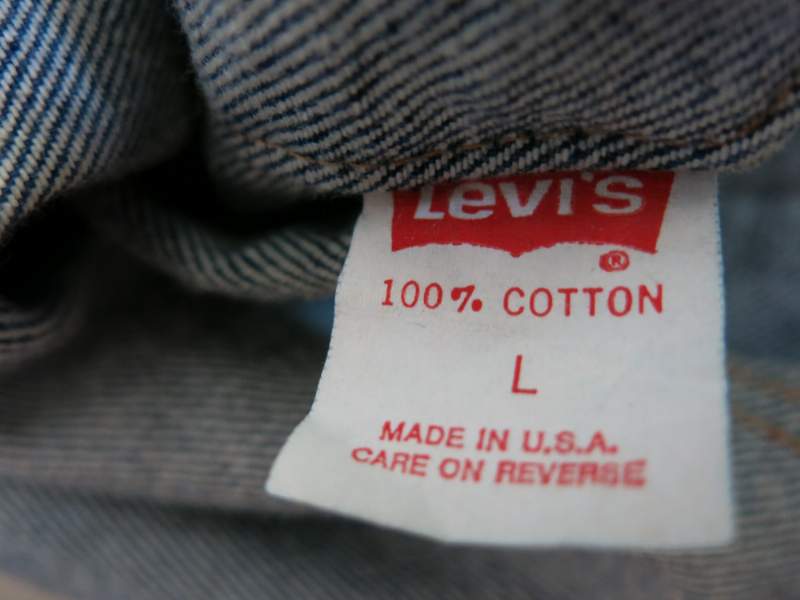 Levi's
®
100% COTTON
L
MADE IN U.S.A.
CARE ON REVERSE